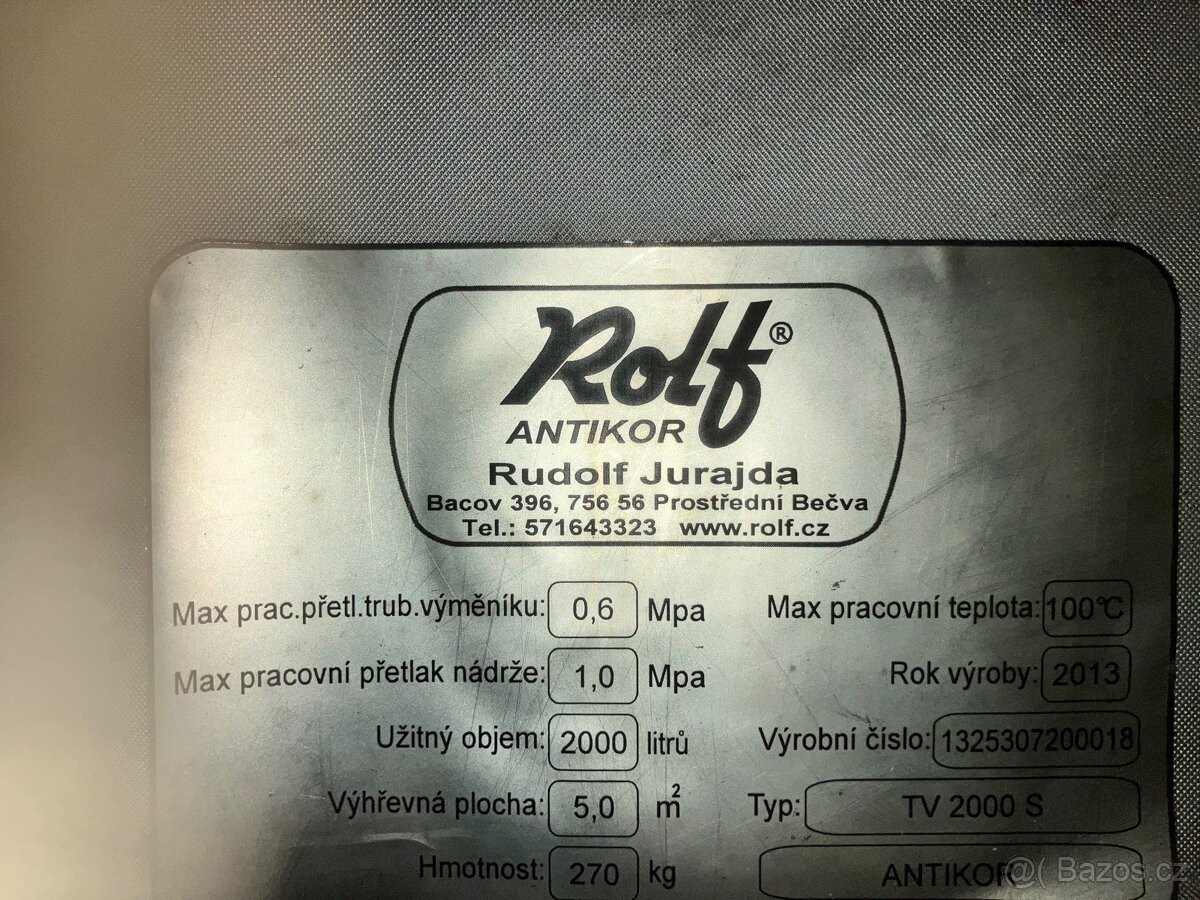 Rolf®
ANTIKOR
Rudolf Jurajda
Bacov 396, 756 56 Prostřední Bečva
Tel.: 571643323 www.rolf.cz
Max prac.přetl.trub.výměníku: 0,6 Mpa Max pracovní teplota: 100°C
Max pracovní přetlak nádrže: 1,0 Mpa Rok výroby: 2013
Užitný objem: 2000 litrů Výrobní číslo: 1325307200018
Výhřevná plocha: 5,0 m² Typ: TV 2000 S
Hmotnost: 270 kg ANTIKOR
@( Bazos.cz